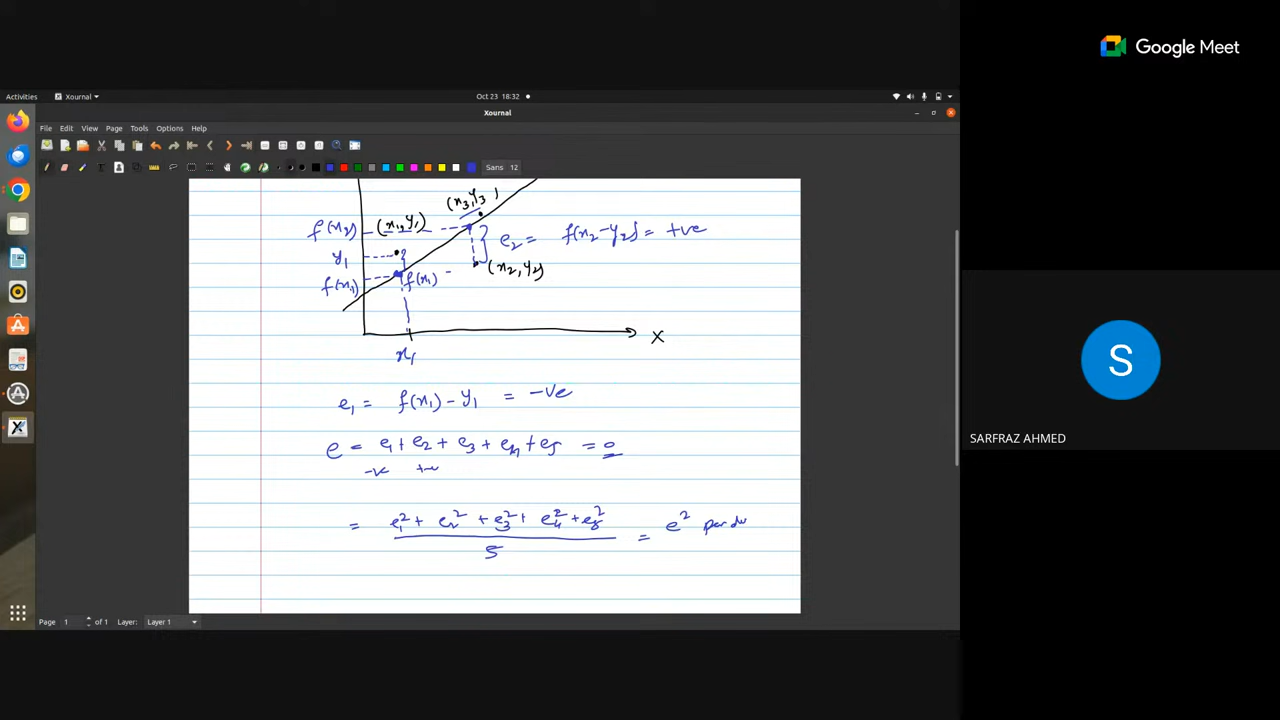 Google Meet
Activities
Xournal
Oct 23 18:32
Xournal
File Edit View Page Tools Options Help
Sans 12
(x3, y3)
f(x2) (x1, y1) e2 = f(x2-y2) = +ve
y1 (x2, y2)
f(x1) f(x1)
X
x1
e1 = f(x1) - y1 = -ve
e = e1 + e2 + e3 + e4 + e5 = 0
-ve +ve
= e1² + e2² + e3² + e4² + e5² = e² per
5
Page 1 of 1 Layer: Layer 1
S
SARFRAZ AHMED